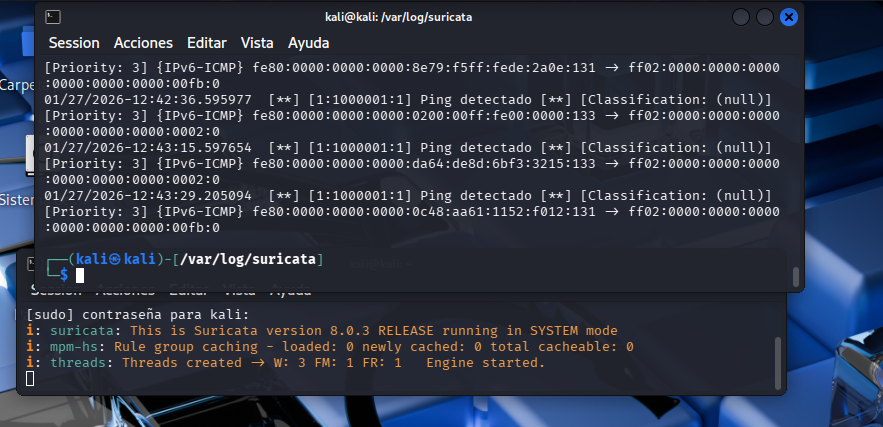 kali@kali: /var/log/suricata
Session Acciones Editar Vista Ayuda
[Priority: 3] {IPv6-ICMP} fe80:0000:0000:0000:8e79:f5ff:fede:2a0e:131 -> ff02:0000:0000:0000
:0000:0000:0000:00fb:0
01/27/2026-12:42:36.595977  [**] [1:1000001:1] Ping detectado [**] [Classification: (null)]
[Priority: 3] {IPv6-ICMP} fe80:0000:0000:0000:0200:00ff:fe00:0000:133 -> ff02:0000:0000:0000
:0000:0000:0000:0002:0
01/27/2026-12:43:15.597654  [**] [1:1000001:1] Ping detectado [**] [Classification: (null)]
[Priority: 3] {IPv6-ICMP} fe80:0000:0000:0000:da64:de8d:6bf3:3215:133 -> ff02:0000:0000:0000
:0000:0000:0000:0002:0
01/27/2026-12:43:29.205094  [**] [1:1000001:1] Ping detectado [**] [Classification: (null)]
[Priority: 3] {IPv6-ICMP} fe80:0000:0000:0000:0c48:aa61:1152:f012:131 -> ff02:0000:0000:0000
:0000:0000:0000:00fb:0
┌──(kali㉿kali)-[/var/log/suricata]
└─$
Carpe
Sister
Session Acciones Editar Vista Ayuda
[sudo] contraseña para kali:
i: suricata: This is Suricata version 8.0.3 RELEASE running in SYSTEM mode
i: mpm-hs: Rule group caching - loaded: 0 newly cached: 0 total cacheable: 0
i: threads: Threads created -> W: 3 FM: 1 FR: 1   Engine started.